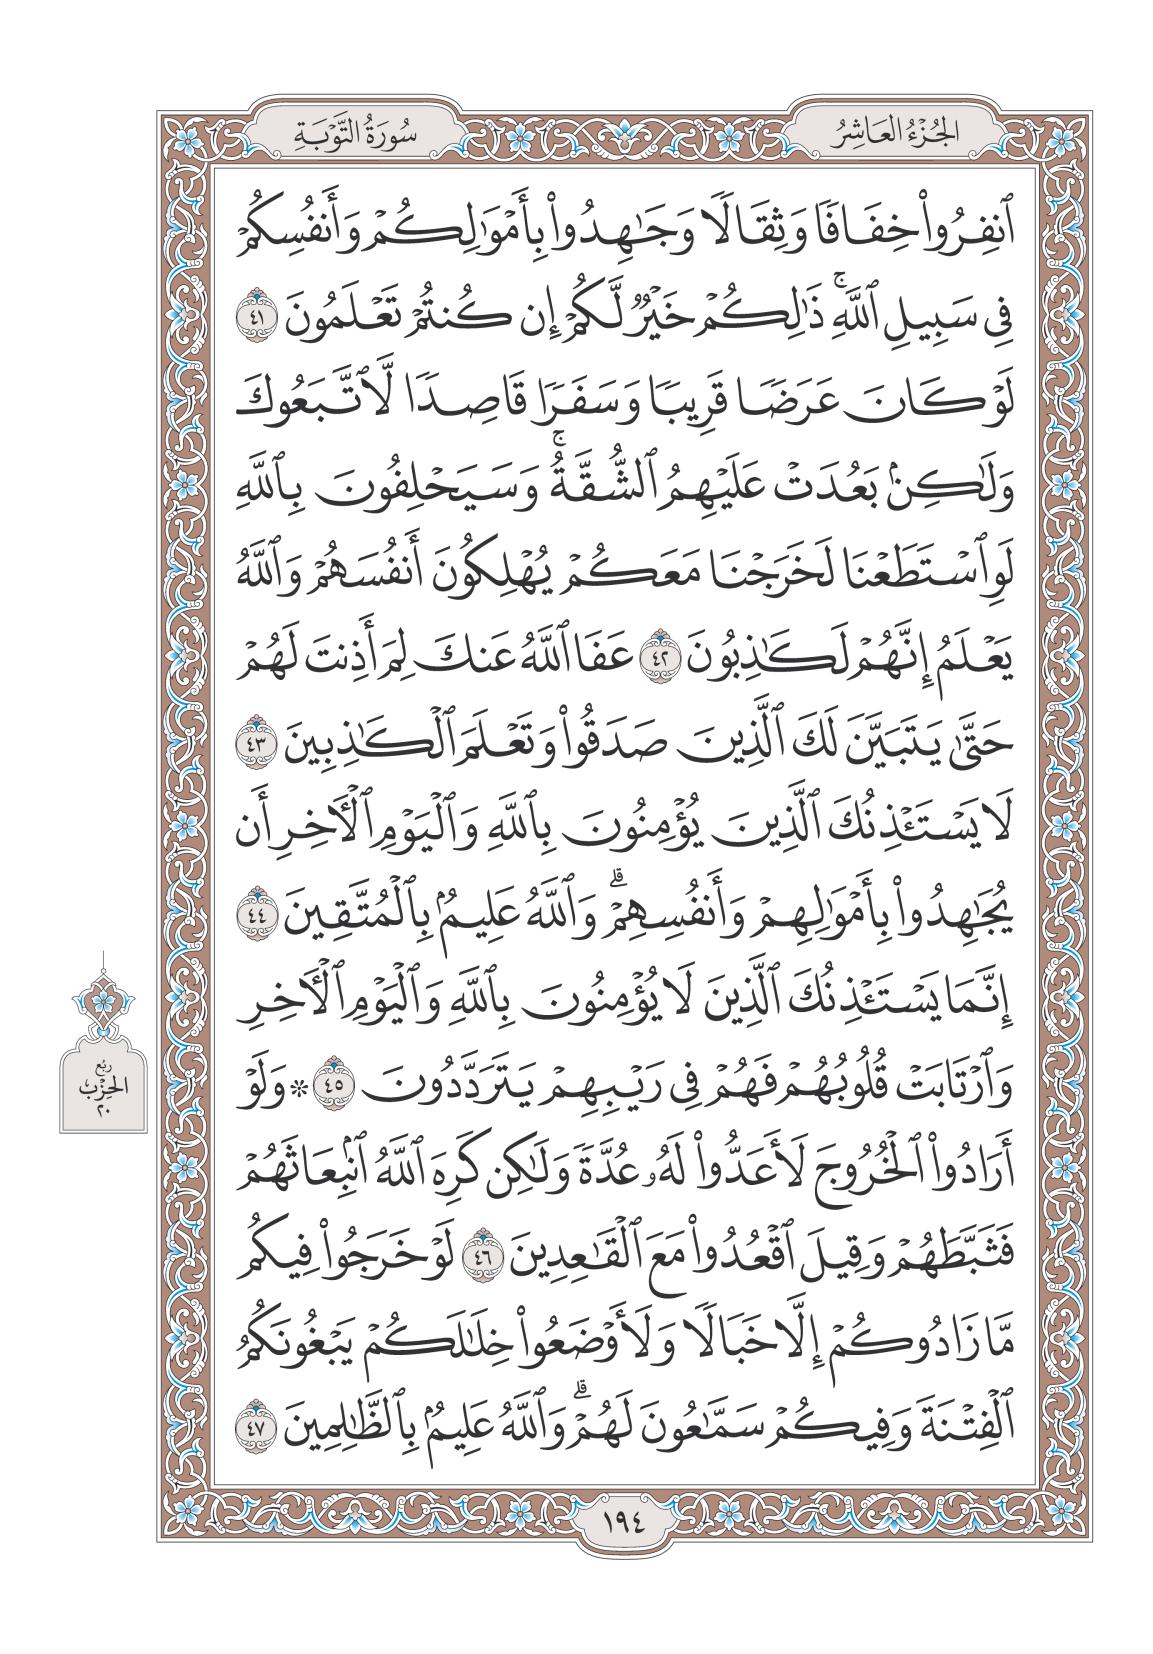 الجُزْءُ العَاشِرُ
سُورَةُ التَّوْبَةِ
ٱنفِرُواْ خِفَافٗا وَثِقَالٗا وَجَٰهِدُواْ بِأَمۡوَٰلِكُمۡ وَأَنفُسِكُمۡ
فِي سَبِيلِ ٱللَّهِۚ ذَٰلِكُمۡ خَيۡرٞ لَّكُمۡ إِن كُنتُمۡ تَعۡلَمُونَ ٤١
لَوۡ كَانَ عَرَضٗا قَرِيبٗا وَسَفَرٗا قَاصِدٗا لَّٱتَّبَعُوكَ
وَلَٰكِنۢ بَعُدَتۡ عَلَيۡهِمُ ٱلشُّقَّةُۚ وَسَيَحۡلِفُونَ بِٱللَّهِ
لَوِ ٱسۡتَطَعۡنَا لَخَرَجۡنَا مَعَكُمۡ يُهۡلِكُونَ أَنفُسَهُمۡ وَٱللَّهُ
يَعۡلَمُ إِنَّهُمۡ لَكَٰذِبُونَ ٤٢ عَفَا ٱللَّهُ عَنكَ لِمَ أَذِنتَ لَهُمۡ
حَتَّىٰ يَتَبَيَّنَ لَكَ ٱلَّذِينَ صَدَقُواْ وَتَعۡلَمَ ٱلۡكَٰذِبِينَ ٤٣
لَا يَسۡتَـٔۡذِنُكَ ٱلَّذِينَ يُؤۡمِنُونَ بِٱللَّهِ وَٱلۡيَوۡمِ ٱلۡأٓخِرِ أَن
يُجَٰهِدُواْ بِأَمۡوَٰلِهِمۡ وَأَنفُسِهِمۡۗ وَٱللَّهُ عَلِيمُۢ بِٱلۡمُتَّقِينَ ٤٤
إِنَّمَا يَسۡتَـٔۡذِنُكَ ٱلَّذِينَ لَا يُؤۡمِنُونَ بِٱللَّهِ وَٱلۡيَوۡمِ ٱلۡأٓخِرِ
وَٱرۡتَابَتۡ قُلُوبُهُمۡ فَهُمۡ فِي رَيۡبِهِمۡ يَتَرَدَّدُونَ ٤٥ ۞ وَلَوۡ
أَرَادُواْ ٱلۡخُرُوجَ لَأَعَدُّواْ لَهُۥ عُدَّةٗ وَلَٰكِن كَرِهَ ٱللَّهُ ٱنۢبِعَاثَهُمۡ
فَثَبَّطَهُمۡ وَقِيلَ ٱقۡعُدُواْ مَعَ ٱلۡقَٰعِدِينَ ٤٦ لَوۡ خَرَجُواْ فِيكُم
مَّا زَادُوكُمۡ إِلَّا خَبَالٗا وَلَأَوۡضَعُواْ خِلَٰلَكُمۡ يَبۡغُونَكُمُ
ٱلۡفِتۡنَةَ وَفِيكُمۡ سَمَّٰعُونَ لَهُمۡۗ وَٱللَّهُ عَلِيمُۢ بِٱلظَّٰلِمِينَ ٤٧
رُبْع
الحِزْب
٢٠
١٩٤